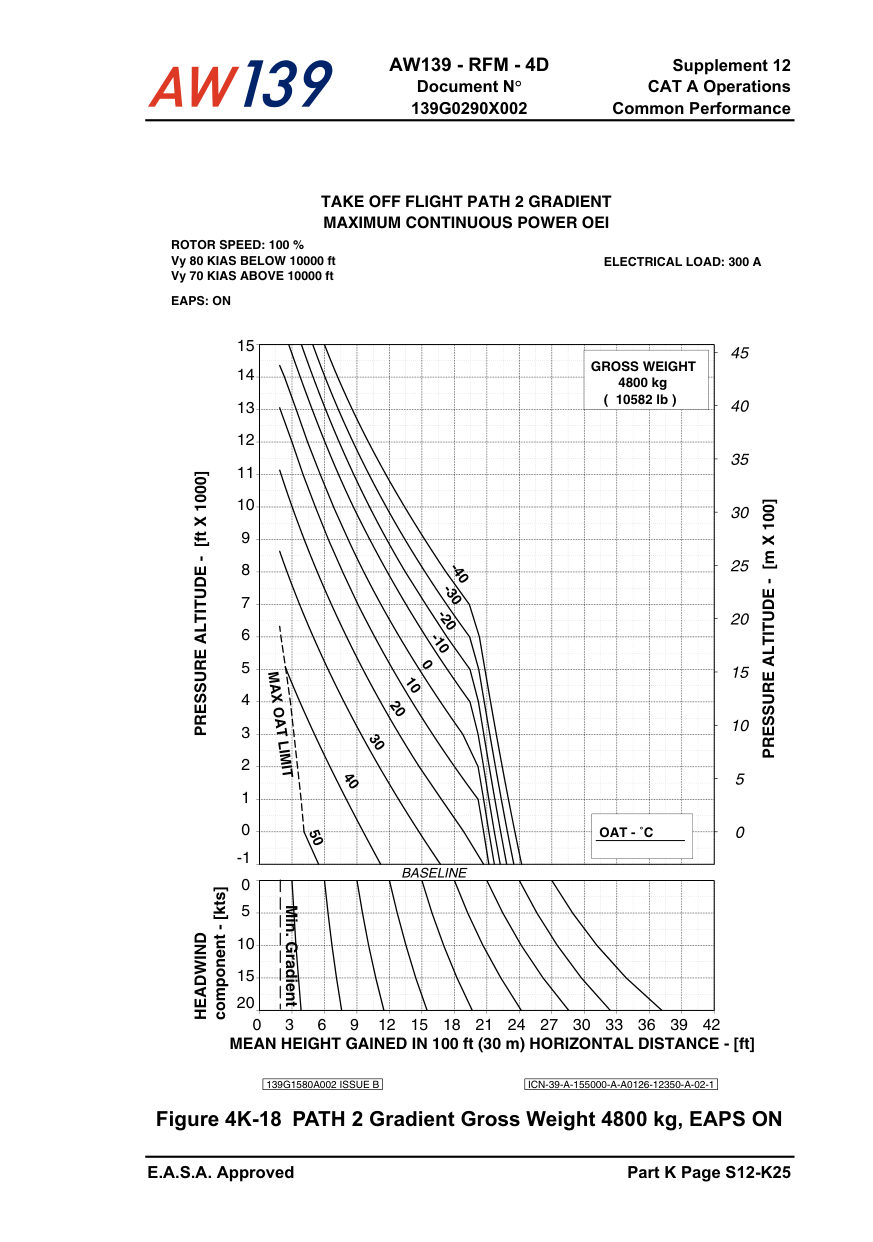 AW139
AW139 - RFM - 4D
Document N°
139G0290X002
Supplement 12
CAT A Operations
Common Performance
TAKE OFF FLIGHT PATH 2 GRADIENT
MAXIMUM CONTINUOUS POWER OEI
ROTOR SPEED: 100 %
Vy 80 KIAS BELOW 10000 ft
Vy 70 KIAS ABOVE 10000 ft
EAPS: ON
ELECTRICAL LOAD: 300 A
GROSS WEIGHT
4800 kg
( 10582 lb )
PRESSURE ALTITUDE - [ft X 1000]
15
14
13
12
11
10
9
8
7
6
5
4
3
2
1
0
-1
45
40
35
30
25
20
15
10
5
0
PRESSURE ALTITUDE - [m X 100]
-40
-30
-20
-10
0
10
20
30
40
50
MAX OAT LIMIT
OAT - ˚C
BASELINE
HEADWIND
component - [kts]
0
5
10
15
20
Min. Gradient
0 3 6 9 12 15 18 21 24 27 30 33 36 39 42
MEAN HEIGHT GAINED IN 100 ft (30 m) HORIZONTAL DISTANCE - [ft]
139G1580A002 ISSUE B
ICN-39-A-155000-A-A0126-12350-A-02-1
Figure 4K-18 PATH 2 Gradient Gross Weight 4800 kg, EAPS ON
E.A.S.A. Approved
Part K Page S12-K25